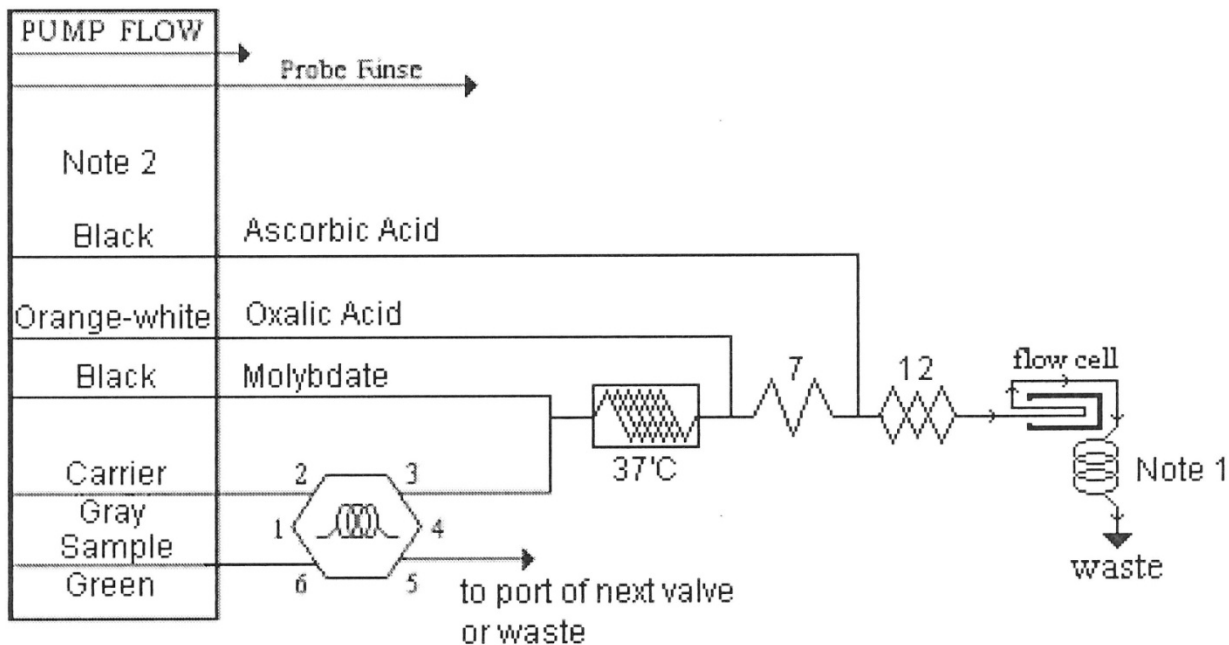 PUMP FLOW
Probe Rinse
Note 2
Black Ascorbic Acid
Orange-white Oxalic Acid
Black Molybdate
7
12
flow cell
37'C
Note 1
Carrier
Gray
Sample
Green
2
3
1
4
6
5
to port of next valve
or waste
waste